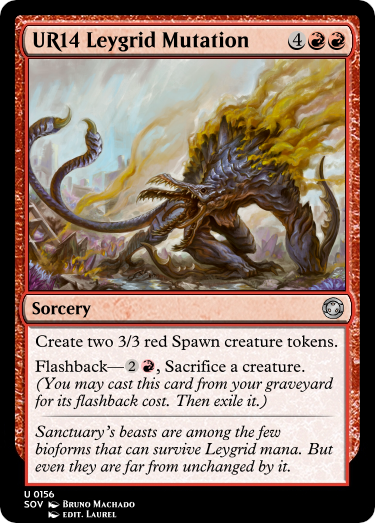 UR14 Leygrid Mutation 4
Sorcery
Create two 3/3 red Spawn creature tokens.
Flashback—2, Sacrifice a creature.
(You may cast this card from your graveyard
for its flashback cost. Then exile it.)
Sanctuary's beasts are among the few
bioforms that can survive Leygrid mana. But
even they are far from unchanged by it.
U 0156
SOV Bruno Machado
edit. Laurel